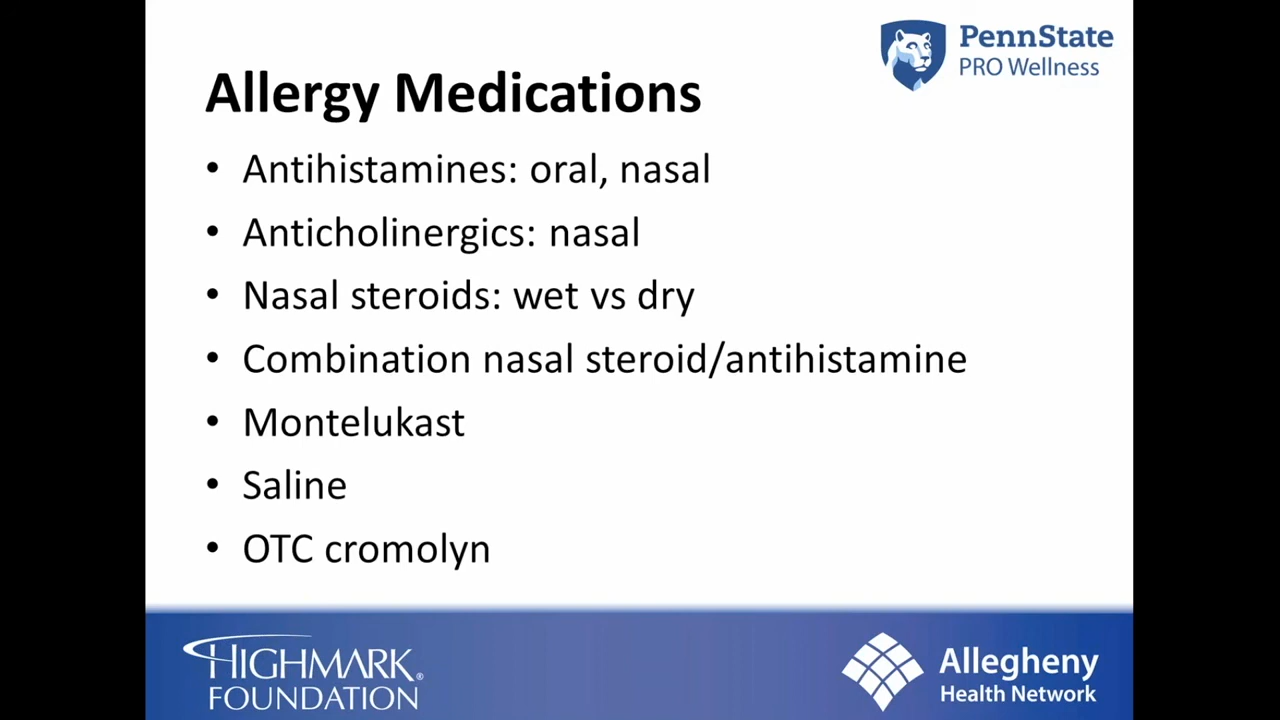 PennState
PRO Wellness
Allergy Medications
• Antihistamines: oral, nasal
• Anticholinergics: nasal
• Nasal steroids: wet vs dry
• Combination nasal steroid/antihistamine
• Montelukast
• Saline
• OTC cromolyn
HIGHMARK®
FOUNDATION
Allegheny
Health Network